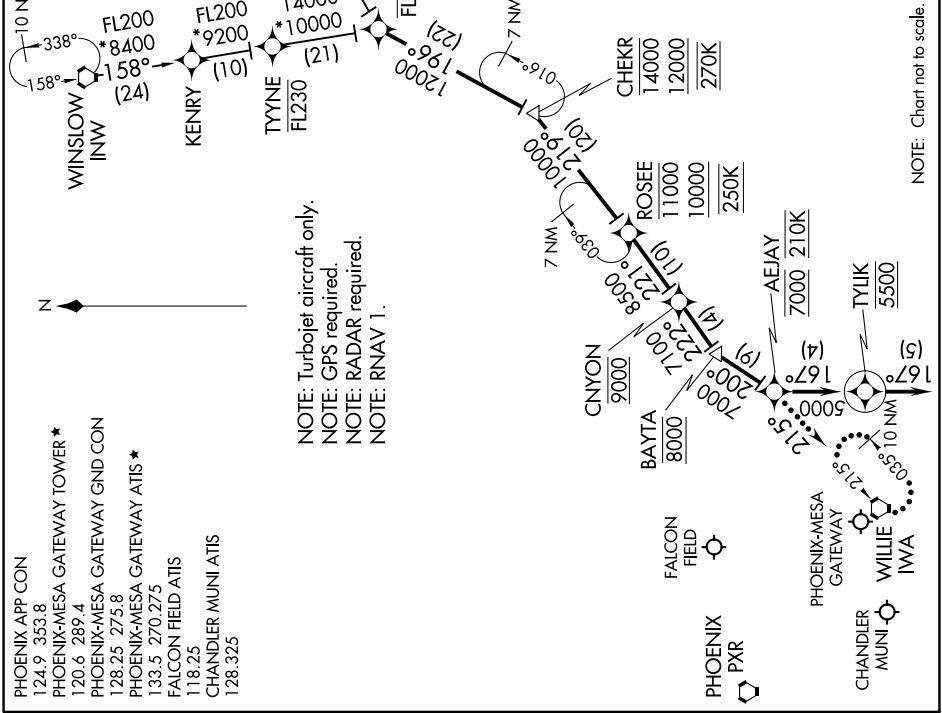 PHOENIX APP CON
124.9 353.8
PHOENIX-MESA GATEWAY TOWER ★
120.6 289.4
PHOENIX-MESA GATEWAY GND CON
128.25 275.8
PHOENIX-MESA GATEWAY ATIS ★
133.5 270.275
FALCON FIELD ATIS
118.25
CHANDLER MUNI ATIS
128.325
N
NOTE: Turbojet aircraft only.
NOTE: GPS required.
NOTE: RADAR required.
NOTE: RNAV 1.
10 N
338°
158°
WINSLOW
INW
FL200
*8400
158°
(24)
KENRY
FL200
*9200
(10)
TYYNE
FL230
14000
*10000
(21)
FL
12000
196°
(22)
7 NM
016°
CHEKR
14000
12000
270K
10000
219°
(20)
7 NM
039°
ROSEE
11000
10000
250K
8500
221°
(10)
CNYON
9000
7100
222°
(4)
BAYTA
8000
7000
200°
(9)
AEJAY
7000 210K
5000
167°
(4)
TYLIK
5500
167°
(5)
215°
10 NM
215°
035°
WILLIE
IWA
PHOENIX-MESA
GATEWAY
FALCON
FIELD
CHANDLER
MUNI
PHOENIX
PXR
NOTE: Chart not to scale.